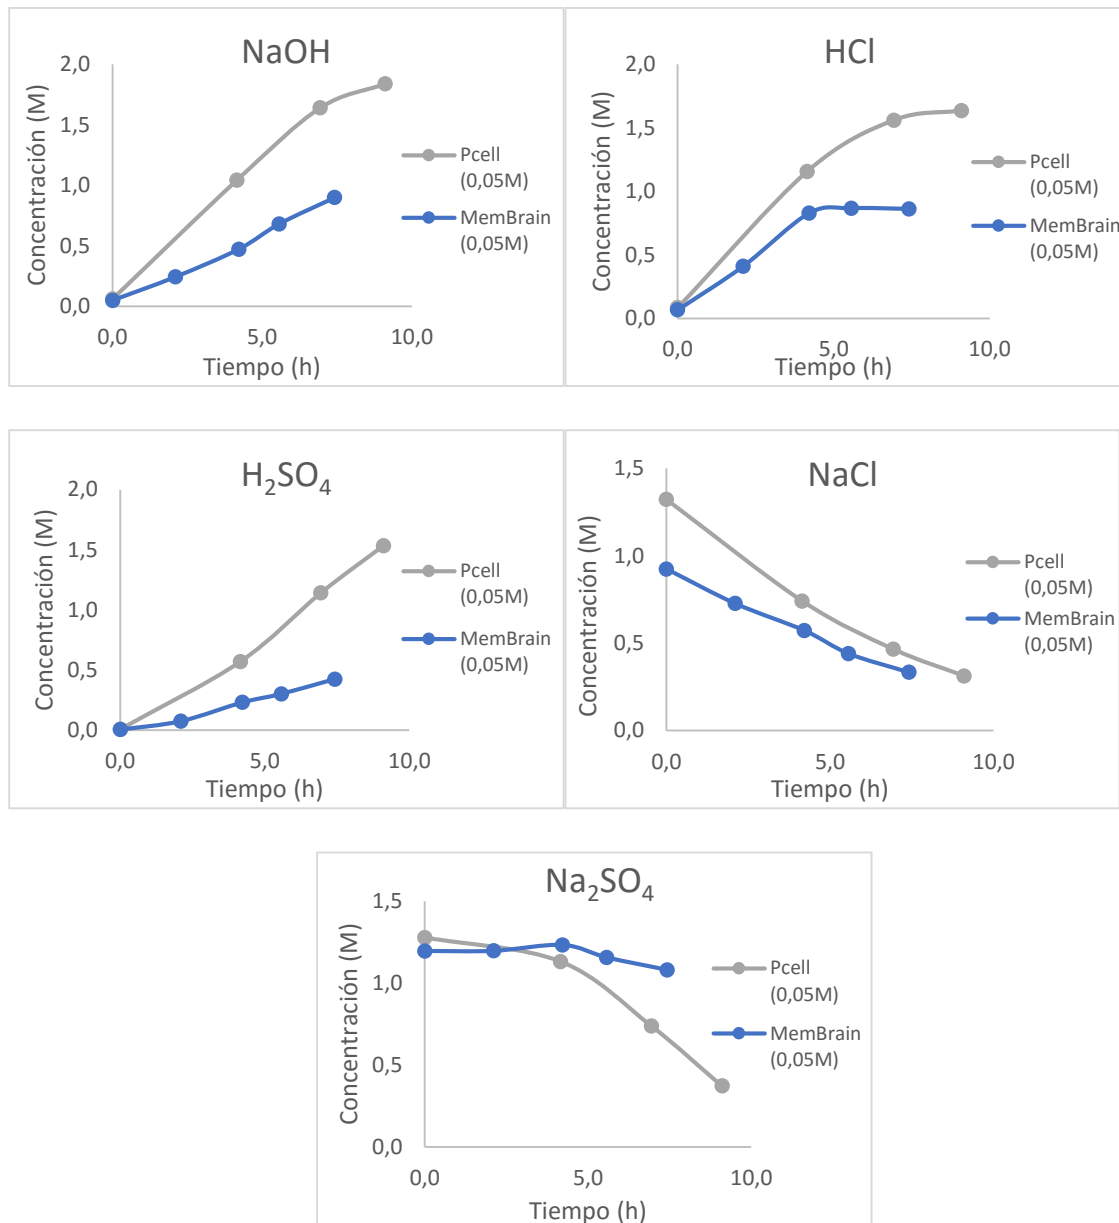 NaOH
Concentración (M)
2,0
1,5
1,0
0,5
0,0
0,0 5,0 10,0
Tiempo (h)
Pcell
(0,05M)
MemBrain
(0,05M)
HCl
Concentración (M)
2,0
1,5
1,0
0,5
0,0
0,0 5,0 10,0
Tiempo (h)
Pcell
(0,05M)
MemBrain
(0,05M)
H₂SO₄
Concentración (M)
2,0
1,5
1,0
0,5
0,0
0,0 5,0 10,0
Tiempo (h)
Pcell
(0,05M)
MemBrain
(0,05M)
NaCl
Concentración (M)
1,5
1,0
0,5
0,0
0,0 5,0 10,0
Tiempo (h)
Pcell
(0,05M)
MemBrain
(0,05M)
Na₂SO₄
Concentración (M)
1,5
1,0
0,5
0,0
0,0 5,0 10,0
Tiempo (h)
Pcell
(0,05M)
MemBrain
(0,05M)